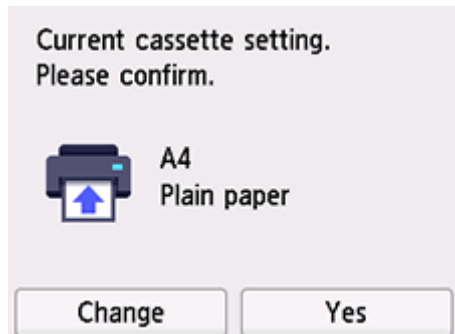 Current cassette setting.
Please confirm.
A4
Plain paper
Change
Yes